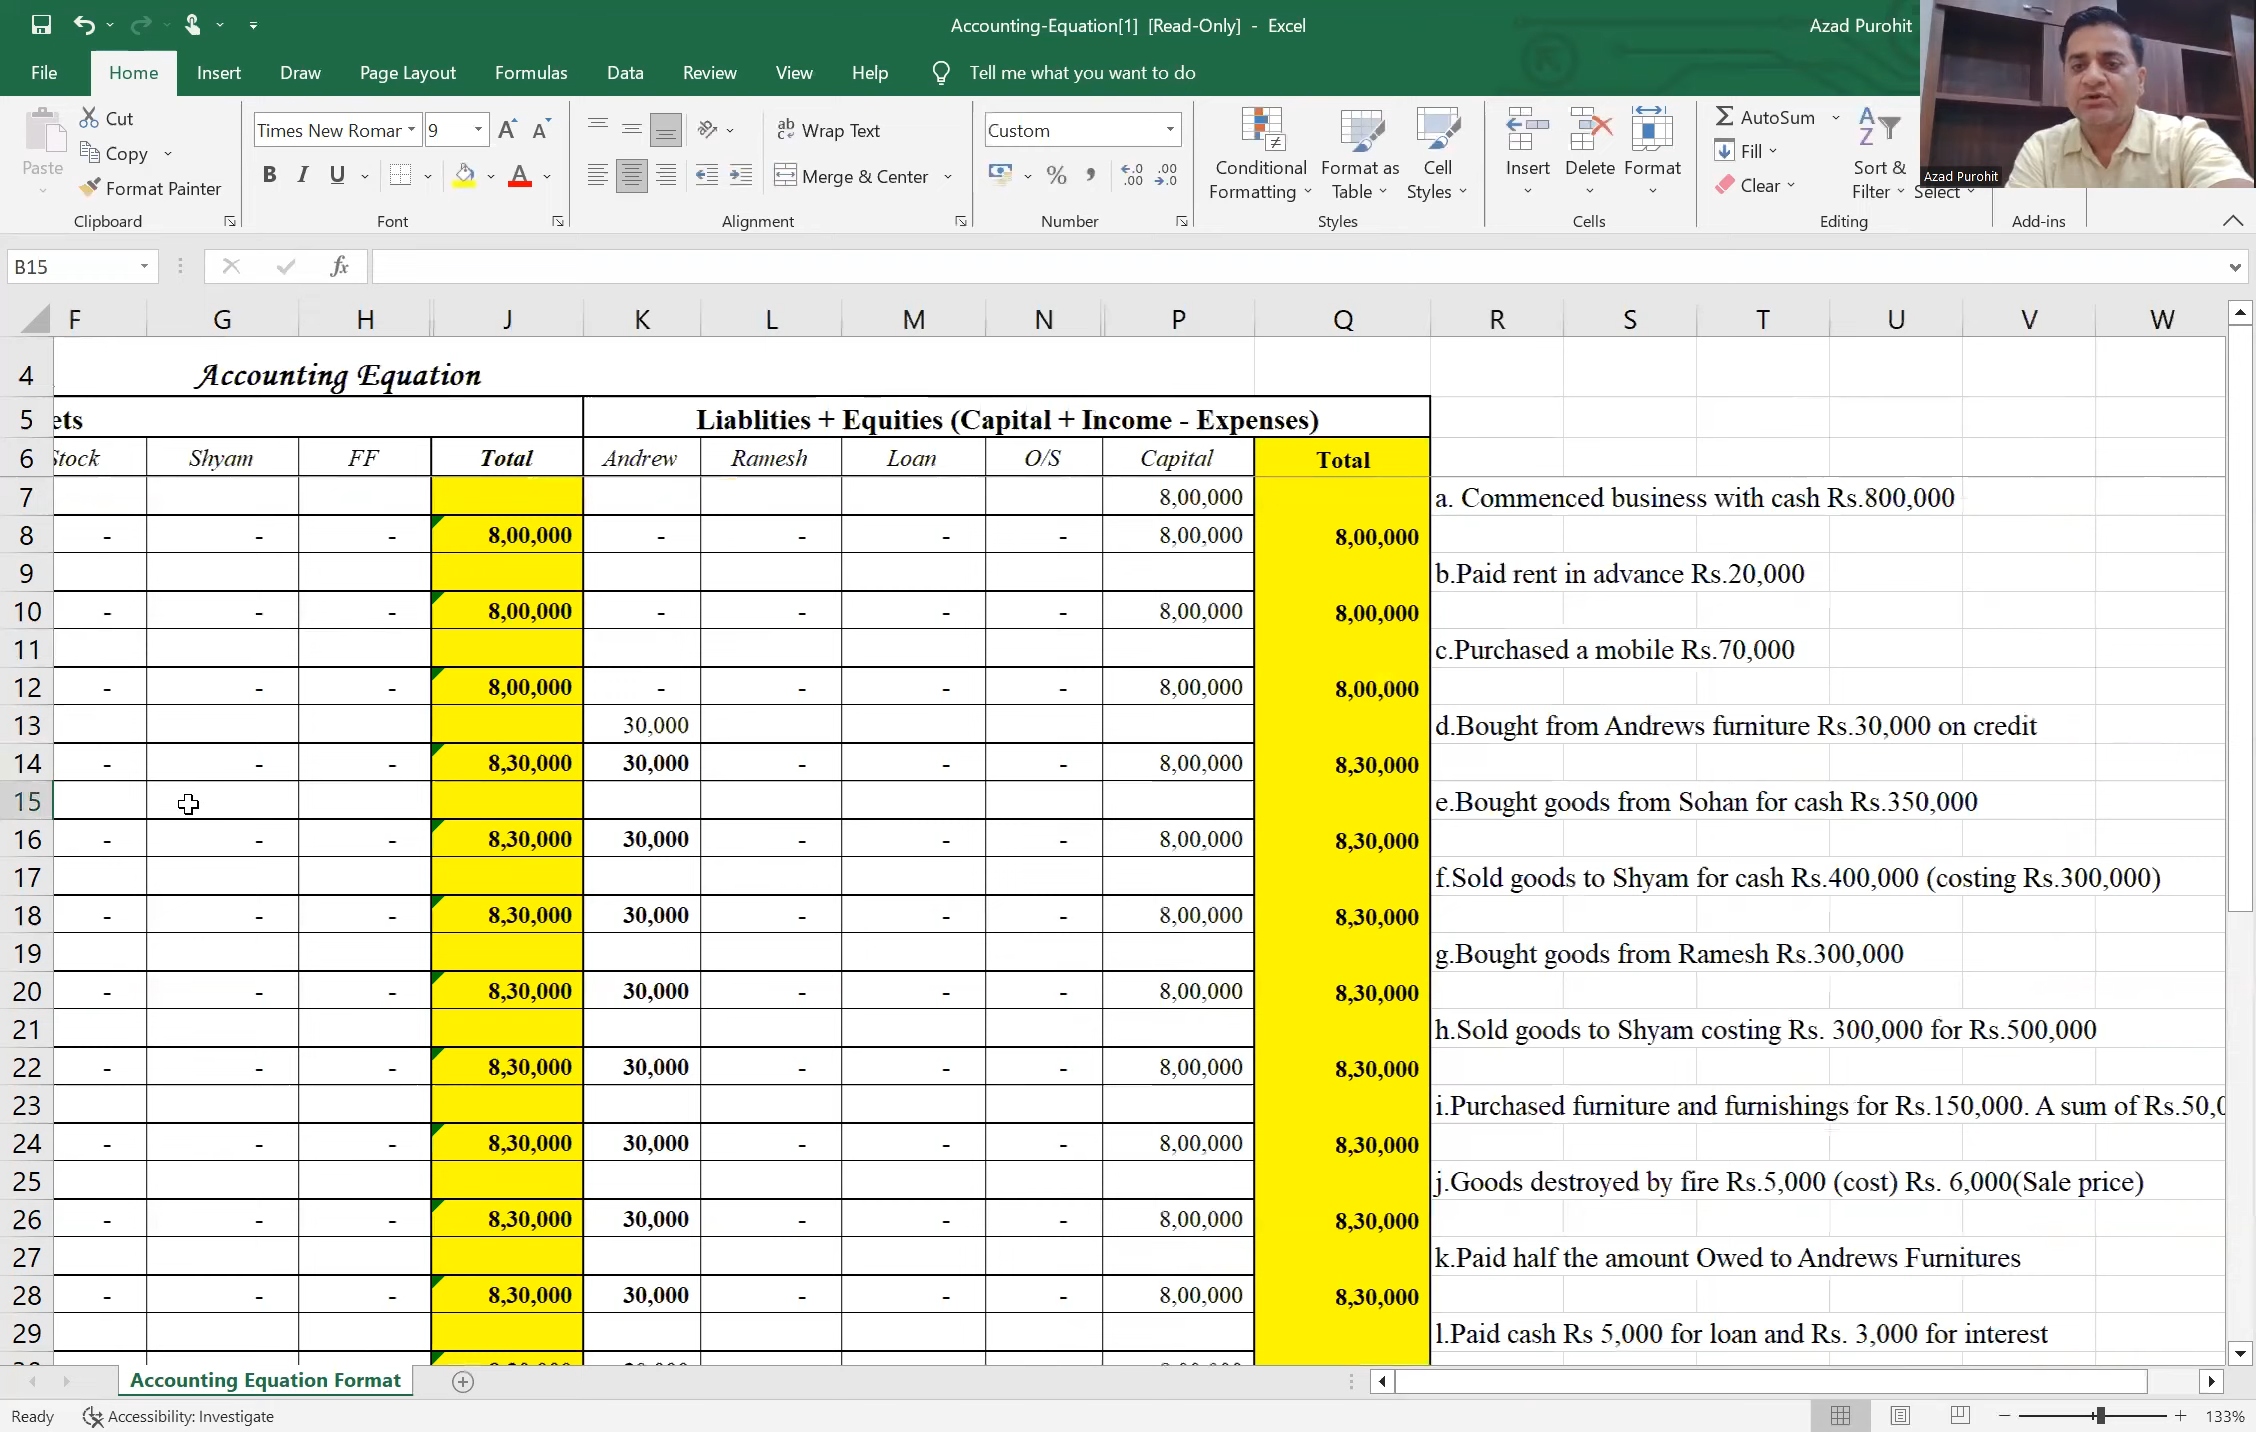 Accounting-Equation[1] [Read-Only] - Excel
Azad Purohit
File Home Insert Draw Page Layout Formulas Data Review View Help Tell me what you want to do
Paste
Cut
Copy
Format Painter
Clipboard
Times New Romar 9
B I U
Font
Wrap Text
Merge & Center
Alignment
Custom
Number
Conditional Formatting
Format as Table
Cell Styles
Styles
Insert
Delete
Format
Cells
AutoSum
Fill
Clear
Sort & Filter
Select
Editing
Add-ins
Azad Purohit
B15
fx
F G H J K L M N P Q R S T U V W
4 Accounting Equation
5 ets Liablities + Equities (Capital + Income - Expenses)
6 Stock Shyam FF Total Andrew Ramesh Loan O/S Capital Total
7 8,00,000 a. Commenced business with cash Rs.800,000
8 - - - 8,00,000 - - - - 8,00,000 8,00,000
9 b.Paid rent in advance Rs.20,000
10 - - - 8,00,000 - - - - 8,00,000 8,00,000
11 c.Purchased a mobile Rs.70,000
12 - - - 8,00,000 - - - - 8,00,000 8,00,000
13 30,000 d.Bought from Andrews furniture Rs.30,000 on credit
14 - - - 8,30,000 30,000 - - - 8,00,000 8,30,000
15 e.Bought goods from Sohan for cash Rs.350,000
16 - - - 8,30,000 30,000 - - - 8,00,000 8,30,000
17 f.Sold goods to Shyam for cash Rs.400,000 (costing Rs.300,000)
18 - - - 8,30,000 30,000 - - - 8,00,000 8,30,000
19 g.Bought goods from Ramesh Rs.300,000
20 - - - 8,30,000 30,000 - - - 8,00,000 8,30,000
21 h.Sold goods to Shyam costing Rs. 300,000 for Rs.500,000
22 - - - 8,30,000 30,000 - - - 8,00,000 8,30,000
23 i.Purchased furniture and furnishings for Rs.150,000. A sum of Rs.50,0
24 - - - 8,30,000 30,000 - - - 8,00,000 8,30,000
25 j.Goods destroyed by fire Rs.5,000 (cost) Rs. 6,000(Sale price)
26 - - - 8,30,000 30,000 - - - 8,00,000 8,30,000
27 k.Paid half the amount Owed to Andrews Furnitures
28 - - - 8,30,000 30,000 - - - 8,00,000 8,30,000
29 l.Paid cash Rs 5,000 for loan and Rs. 3,000 for interest
Accounting Equation Format
Ready Accessibility: Investigate 133%